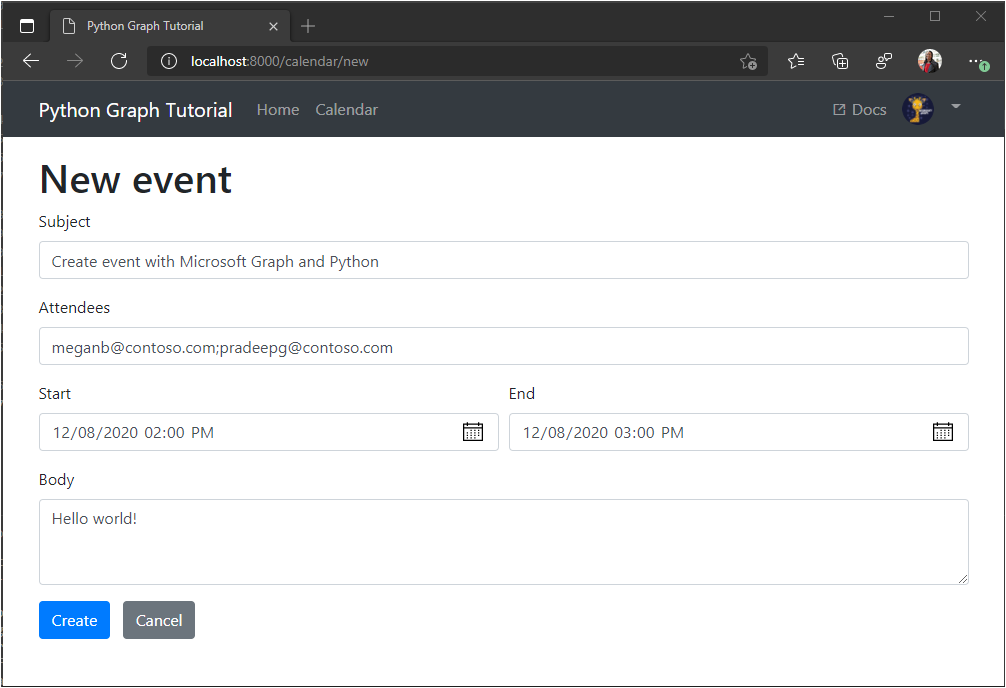 Python Graph Tutorial
localhost:8000/calendar/new
Python Graph Tutorial Home Calendar Docs
New event
Subject
Create event with Microsoft Graph and Python
Attendees
meganb@contoso.com;pradeepg@contoso.com
Start End
12/08/2020 02:00 PM 12/08/2020 03:00 PM
Body
Hello world!
Create Cancel